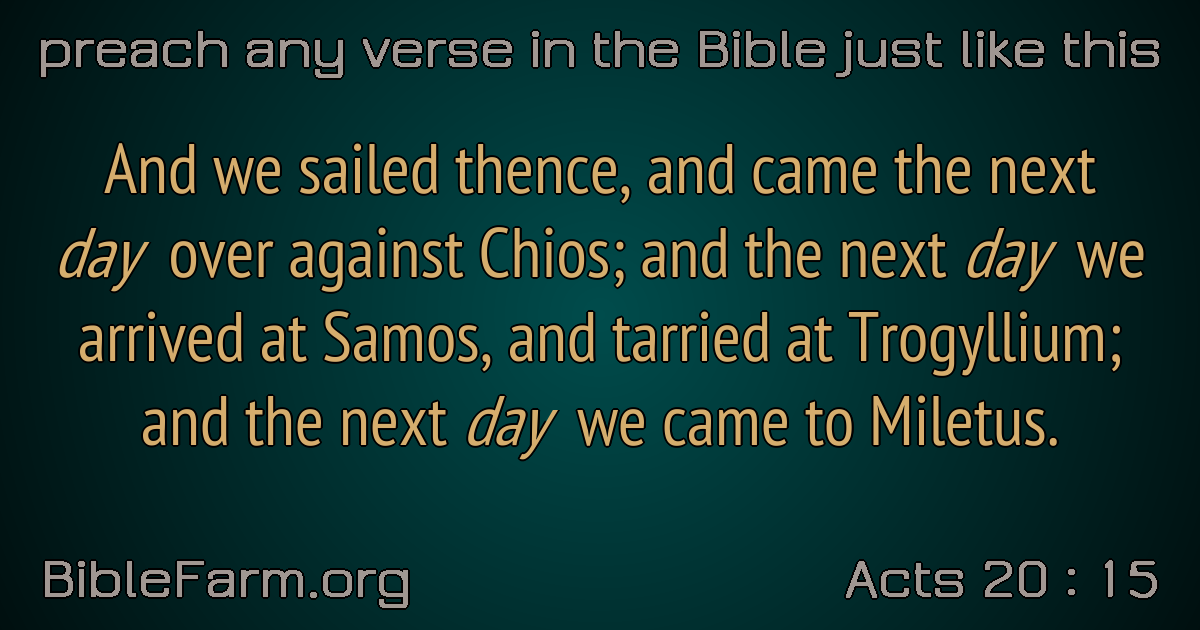 preach any verse in the Bible just like this
And we sailed thence, and came the next
day over against Chios; and the next day we
arrived at Samos, and tarried at Trogyllium;
and the next day we came to Miletus.
BibleFarm.org
Acts 20 : 15